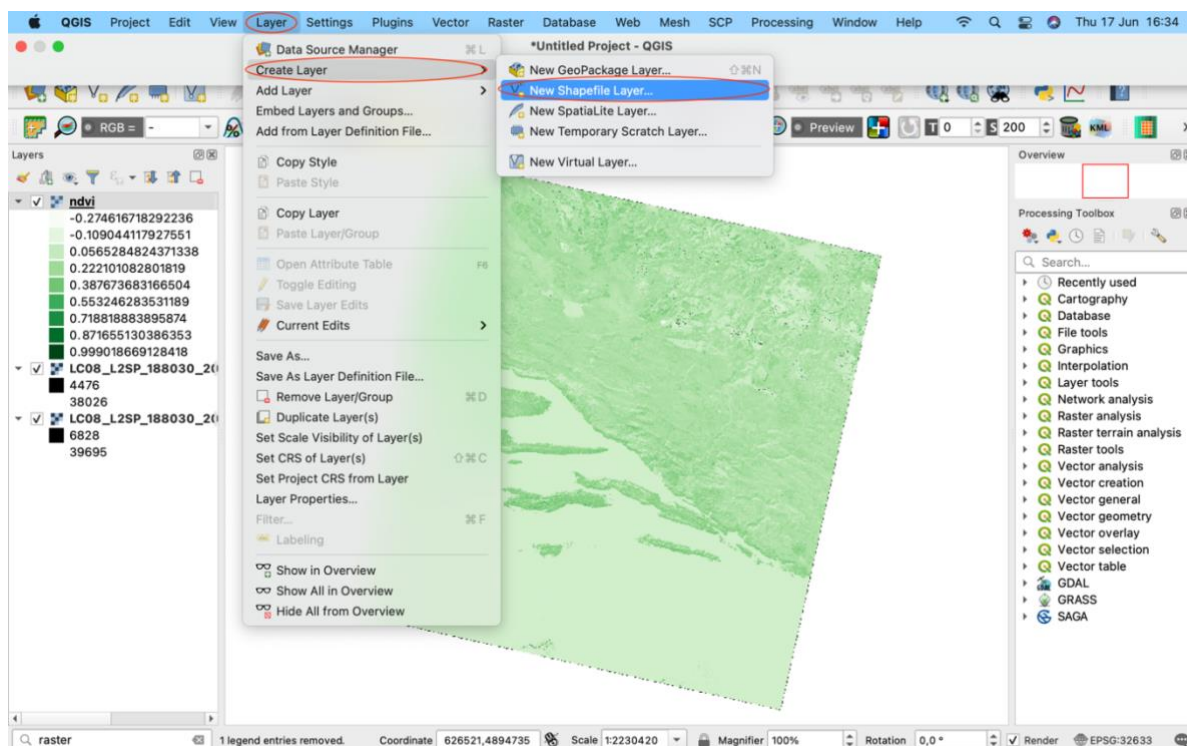 QGIS Project Edit View Layer Settings Plugins Vector Raster Database Web Mesh SCP Processing Window Help Thu 17 Jun 16:34
*Untitled Project - QGIS
Data Source Manager ⌘L
Create Layer
Add Layer
Embed Layers and Groups...
Add from Layer Definition File...
Copy Style
Paste Style
Copy Layer
Paste Layer/Group
Open Attribute Table F6
Toggle Editing
Save Layer Edits
Current Edits
Save As...
Save As Layer Definition File...
Remove Layer/Group ⌘D
Duplicate Layer(s)
Set Scale Visibility of Layer(s)
Set CRS of Layer(s) ⇧⌘C
Set Project CRS from Layer
Layer Properties...
Filter... ⌘F
Labeling
Show in Overview
Show All in Overview
Hide All from Overview
New GeoPackage Layer... ⇧⌘N
New Shapefile Layer...
New SpatiaLite Layer...
New Temporary Scratch Layer...
New Virtual Layer...
RGB = -
Preview T 0 S 200 KML
Layers
ndvi
-0.274616718292236
-0.109044117927551
0.0565284824371338
0.222101082801819
0.387673683166504
0.553246283531189
0.718818883895874
0.871655130386353
0.999018669128418
LC08_L2SP_188030_20
4476
38026
LC08_L2SP_188030_20
6828
39695
Overview
Processing Toolbox
Search...
Recently used
Cartography
Database
File tools
Graphics
Interpolation
Layer tools
Network analysis
Raster analysis
Raster terrain analysis
Raster tools
Vector analysis
Vector creation
Vector general
Vector geometry
Vector overlay
Vector selection
Vector table
GDAL
GRASS
SAGA
raster 1 legend entries removed. Coordinate 626521,4894735 Scale 1:2230420 Magnifier 100% Rotation 0,0 ° Render EPSG:32633